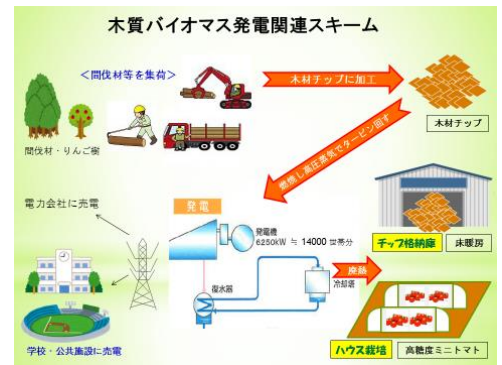 木質バイオマス発電関連スキーム
＜間伐材等を集荷＞
木材チップに加工
間伐材・りんご樹
木材チップ
燃焼し高圧蒸気でタービン回す
電力会社に売電
発電
発電機
6250kW ≒ 14000 世帯分
チップ格納庫
床暖房
復水器
冷却塔
廃熱
学校・公共施設に売電
ハウス栽培
高糖度ミニトマト